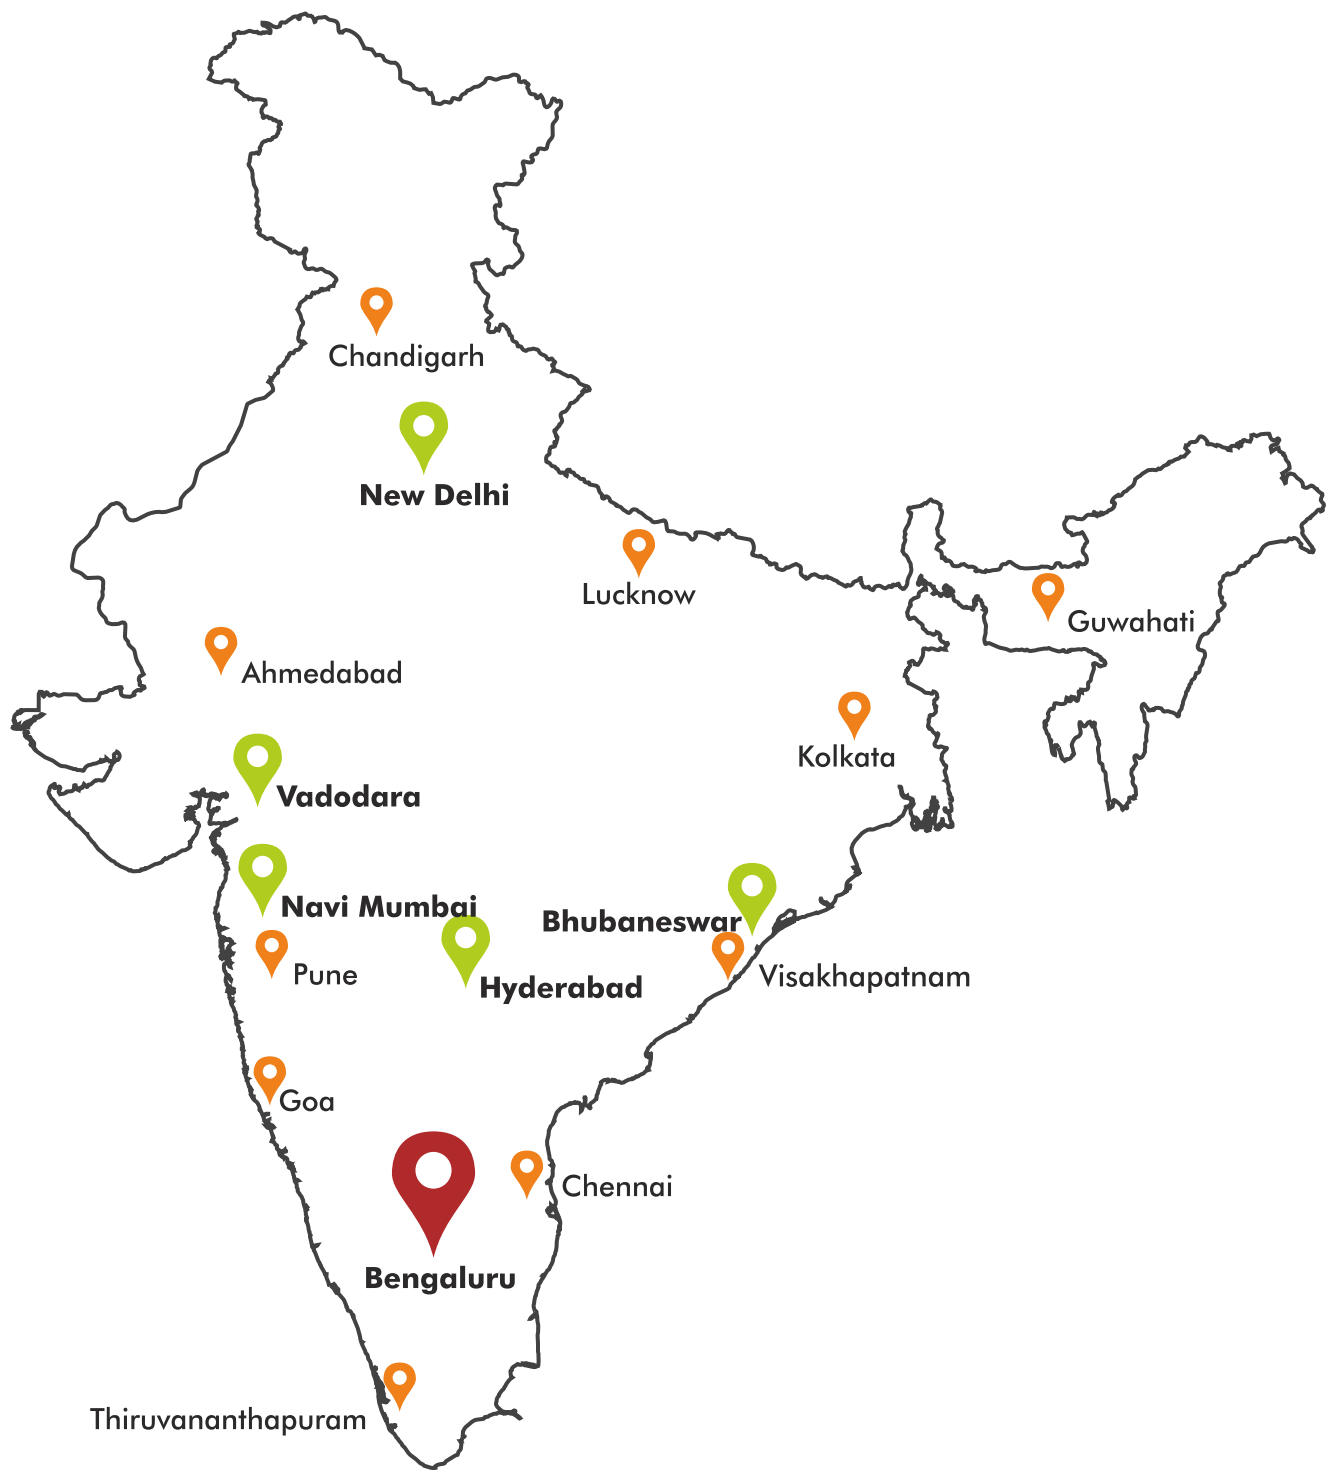 Chandigarh
New Delhi
Lucknow
Guwahati
Ahmedabad
Kolkata
Vadodara
Navi Mumbai
Bhubaneswar
Pune
Hyderabad
Visakhapatnam
Goa
Chennai
Bengaluru
Thiruvananthapuram